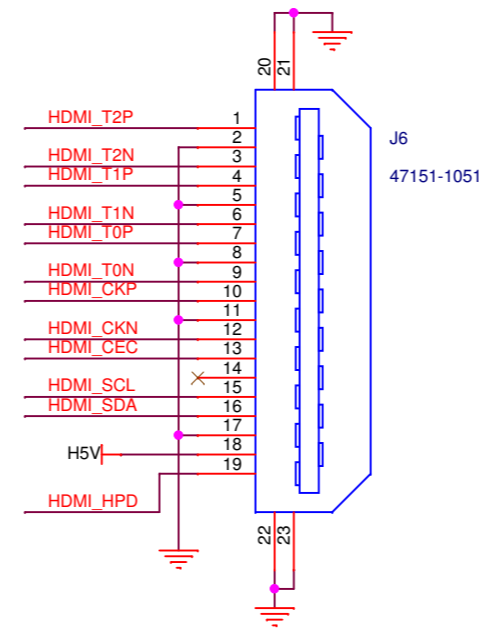 20 21
HDMI_T2P 1
2
HDMI_T2N 3
HDMI_T1P 4
5
HDMI_T1N 6
HDMI_T0P 7
8
HDMI_T0N 9
HDMI_CKP 10
11
HDMI_CKN 12
HDMI_CEC 13
14
HDMI_SCL 15
HDMI_SDA 16
17
H5V 18
19
HDMI_HPD
22 23
J6
47151-1051